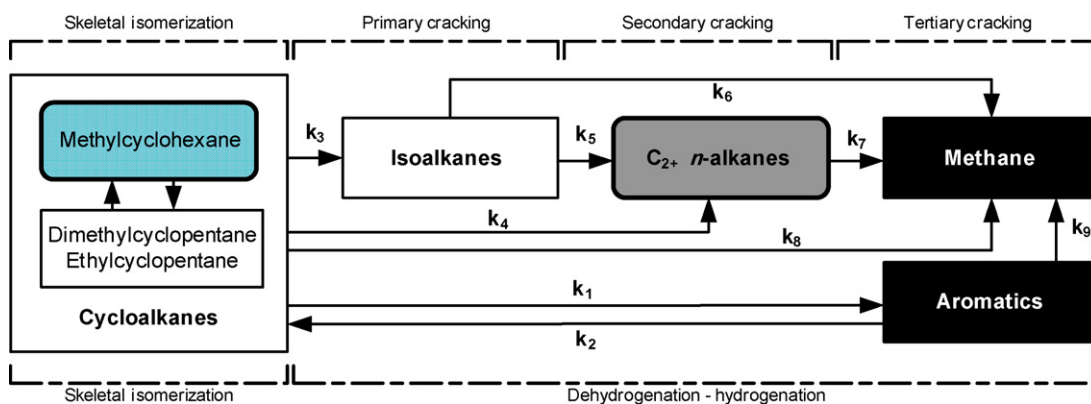 Skeletal isomerization
Primary cracking
Secondary cracking
Tertiary cracking
k₆
Methylcyclohexane
k₃
Isoalkanes
k₅
C₂₊ n-alkanes
k₇
Methane
Dimethylcyclopentane
Ethylcyclopentane
k₄
k₈
k₉
Cycloalkanes
k₁
k₂
Aromatics
Skeletal isomerization
Dehydrogenation - hydrogenation